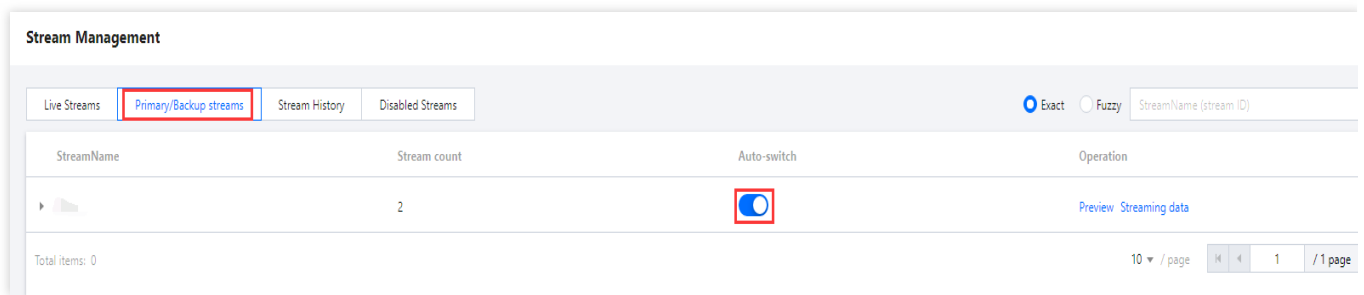 Stream Management
Live Streams Primary/Backup streams Stream History Disabled Streams Exact Fuzzy StreamName (stream ID)
StreamName Stream count Auto-switch Operation
2 Preview Streaming data
Total items: 0 10 / page 1 / 1 page